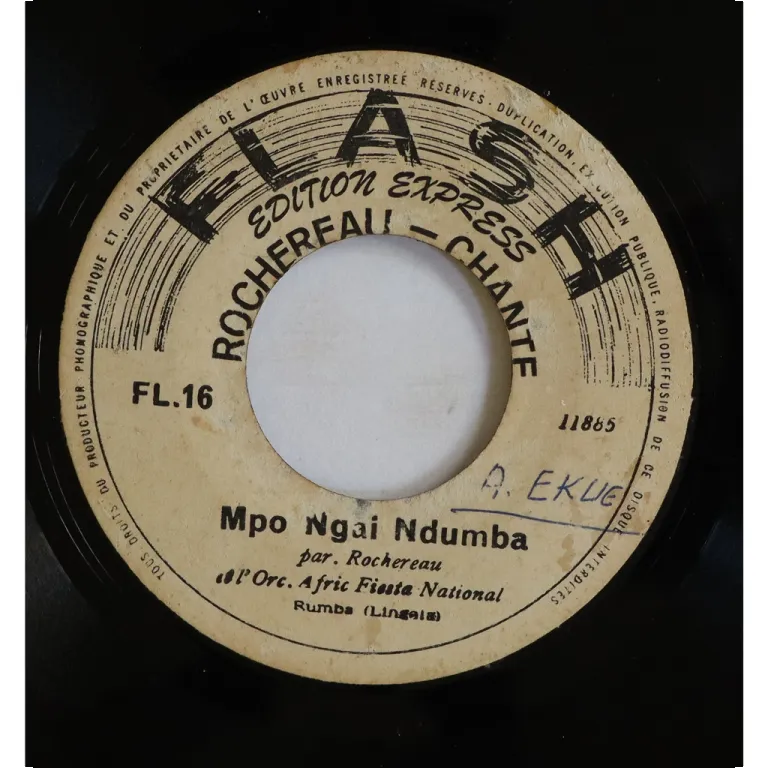 TOUS DROITS DU PRODUCTEUR PHONOGRAPHIQUE ET DU PROPRIETAIRE DE L'ŒUVRE ENREGISTREE RESERVES. DUPLICATION, EXECUTION PUBLIQUE, RADIODIFFUSION DE CE DISQUE INTERDITES
FLASH
EDITION EXPRESS
ROCHEREAU - CHANTE
FL.16
11885
A. EKUE
Mpo Ngai Ndumba
par. Rochereau
et l'Orc. Afric Fiesta National
Rumba (Lingala)